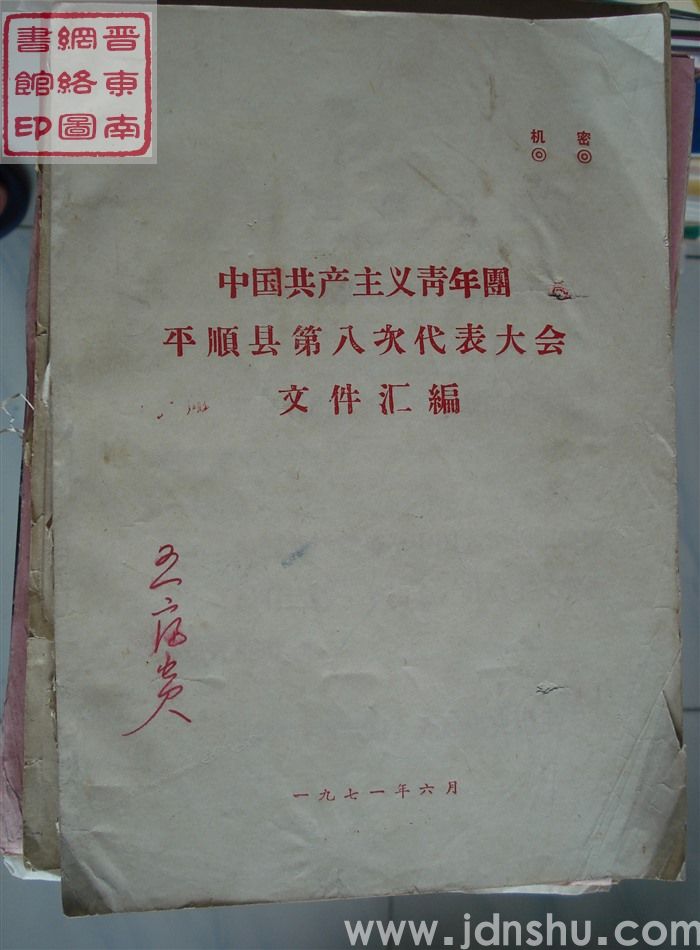 晋东南
網络圖
書館印
机密
◎◎
中国共产主义青年團
平順县第八次代表大会
文件汇編
一九七一年六月
www.jdnshu.com